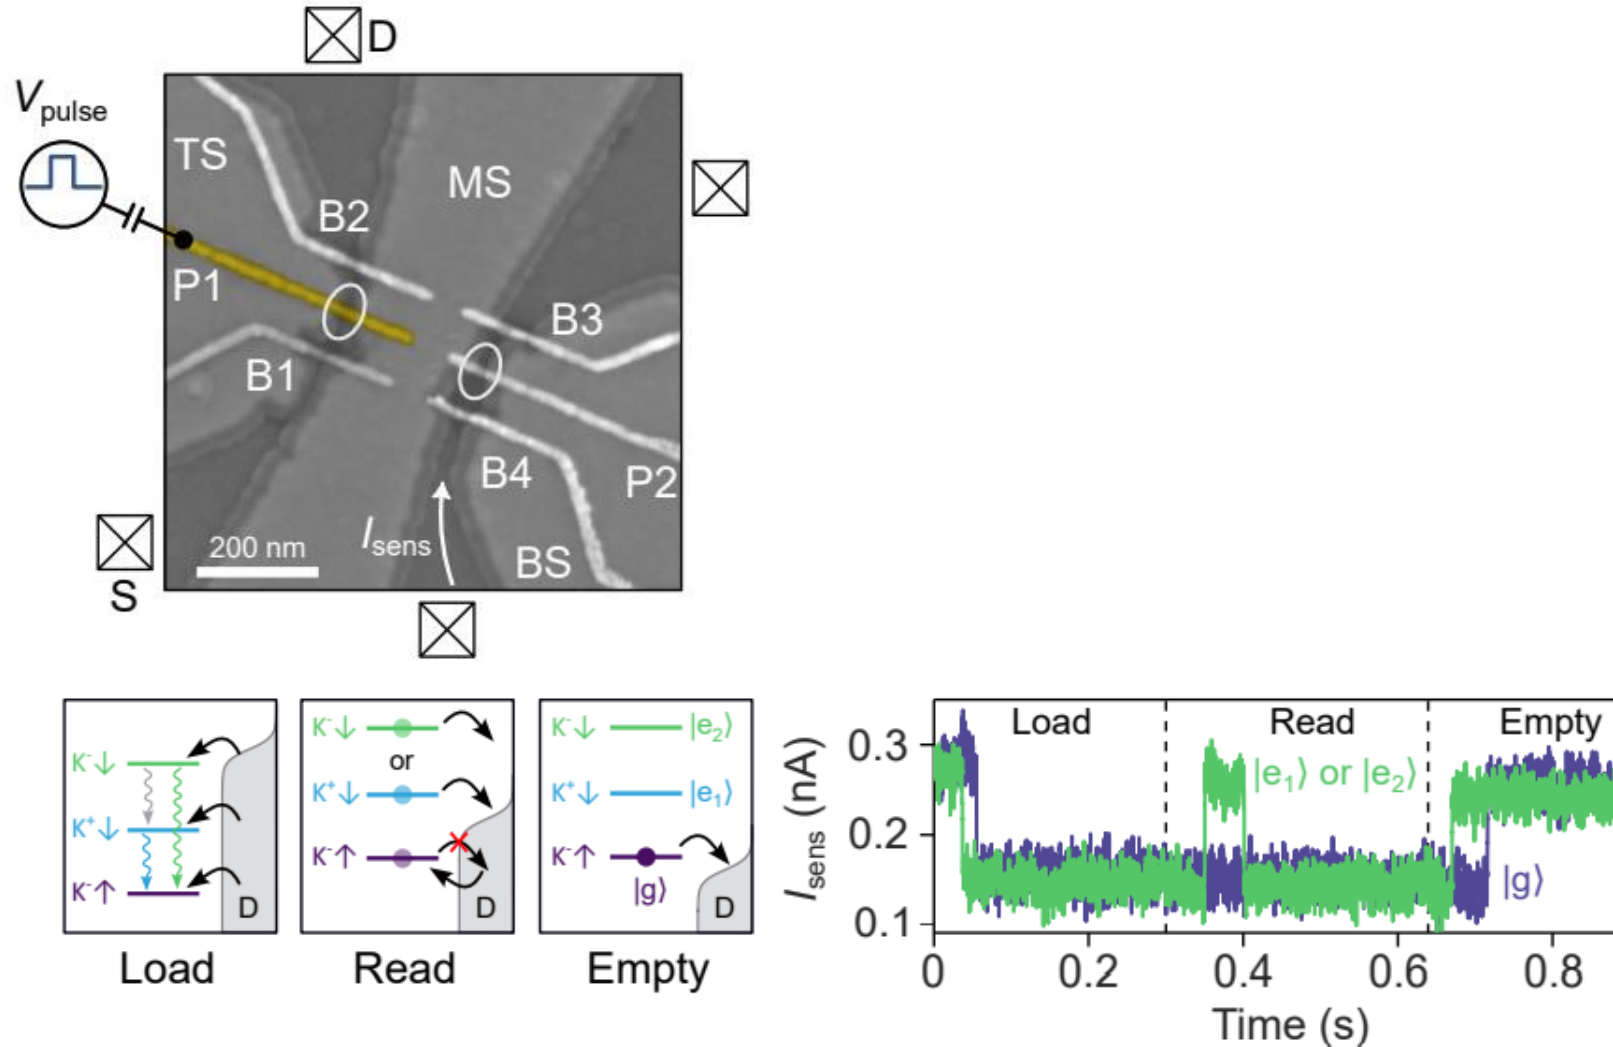 D
V_pulse
TS
MS
B2
P1
B3
B1
B4
P2
I_sens
200 nm
BS
S
K⁻↓
K⁺↓
K⁻↑
D
Load
K⁻↓
or
K⁺↓
K⁻↑
D
Read
K⁻↓ |e₂⟩
K⁺↓ |e₁⟩
K⁻↑
|g⟩
D
Empty
Load Read Empty
I_sens (nA)
0.3
0.2
0.1
|e₁⟩ or |e₂⟩
|g⟩
0 0.2 0.4 0.6 0.8
Time (s)